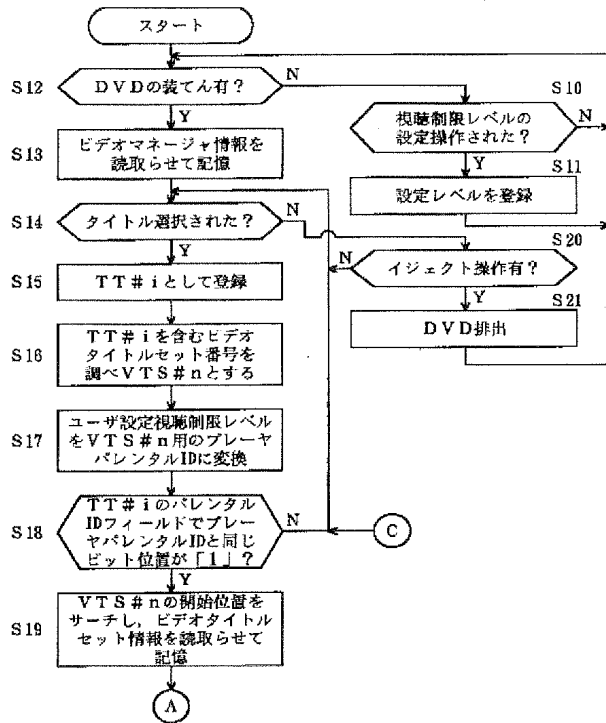 スタート
S12
DVDの装てん有?
N
Y
S10
視聴制限レベルの
設定操作された?
N
Y
S13
ビデオマネージャ情報を
読取らせて記憶
S11
設定レベルを登録
S14
タイトル選択された?
N
Y
S20
イジェクト操作有?
N
Y
S15
TT#iとして登録
S21
DVD排出
S16
TT#iを含むビデオ
タイトルセット番号を
調べVTS#nとする
S17
ユーザ設定視聴制限レベル
をVTS#n用のプレーヤ
パレンタルIDに変換
S18
TT#iのパレンタル
IDフィールドでプレー
ヤパレンタルIDと同じ
ビット位置が「1」?
N
Y
C
S19
VTS#nの開始位置を
サーチし,ビデオタイトル
セット情報を読取らせて
記憶
A